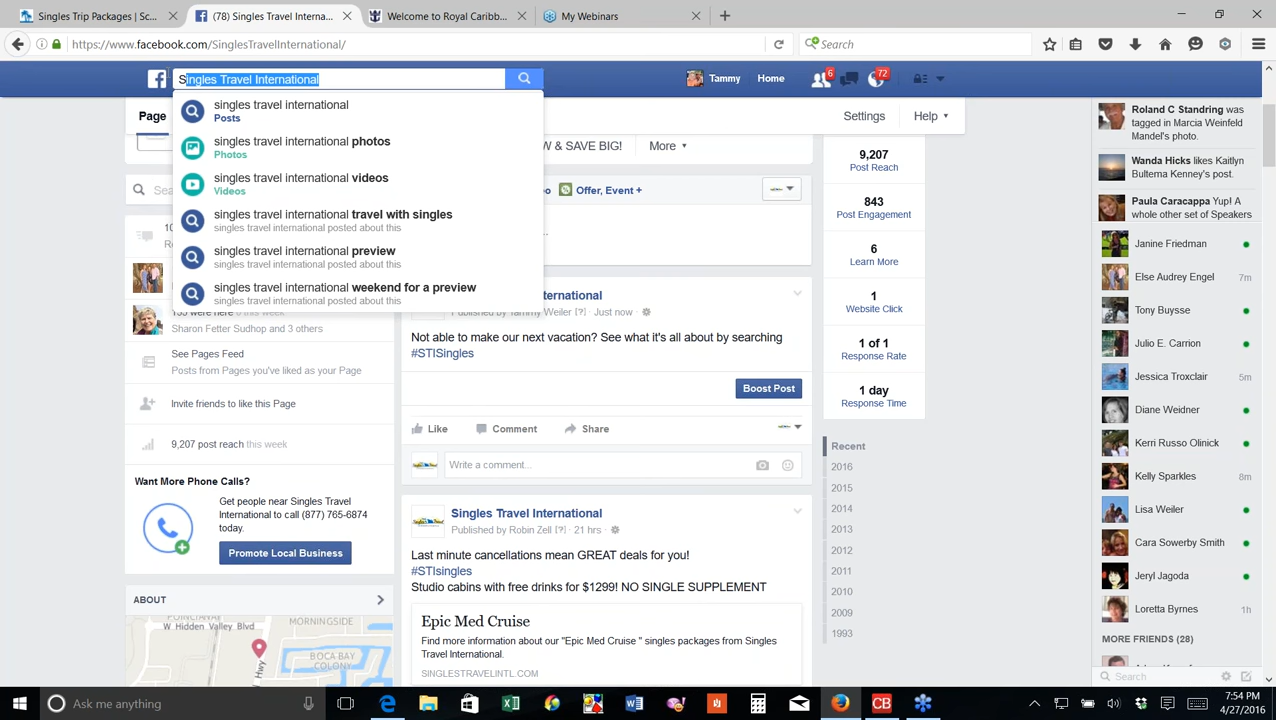 Singles Trip Packages | S...
(78) Singles Travel Internat...
Welcome to Royal Caribb...
My Webinars
https://www.facebook.com/SinglesTravelInternational/
Search
Singles Travel International
Tammy
Home
6
72
singles travel international
Posts
singles travel international photos
Photos
singles travel international videos
Videos
singles travel international travel with singles
singles travel international posted about this
singles travel international preview
singles travel international posted about this
singles travel international weekend for a preview
singles travel international posted about this
Page
Settings
Help
W & SAVE BIG!
More
Offer, Event +
Sharon Fetter Sudhop and 3 others
See Pages Feed
Posts from Pages you've liked as your Page
Invite friends to like this Page
9,207 post reach this week
Want More Phone Calls?
Get people near Singles Travel
International to call (877) 765-6874
today.
Promote Local Business
ABOUT
W Hidden Valley Blvd
MORNINGSIDE
BOCA BAY
COLONY
Hwy
International
Published by Tammy Weiler [?] · Just now
Not able to make our next vacation? See what it's all about by searching
#STISingles
Boost Post
Like
Comment
Share
Write a comment...
Singles Travel International
Published by Robin Zell [?] · 21 hrs
Last minute cancellations mean GREAT deals for you!
#STIsingles
Studio cabins with free drinks for $1299! NO SINGLE SUPPLEMENT
Epic Med Cruise
Find more information about our "Epic Med Cruise " singles packages from Singles
Travel International.
SINGLESTRAVELINTL.COM
9,207
Post Reach
843
Post Engagement
6
Learn More
1
Website Click
1 of 1
Response Rate
1 day
Response Time
Recent
2016
2015
2014
2013
2012
2011
2010
2009
1993
Roland C Standring was
tagged in Marcia Weinfeld
Mandel's photo.
Wanda Hicks likes Kaitlyn
Bultema Kenney's post.
Paula Caracappa Yup! A
whole other set of Speakers
Janine Friedman
Else Audrey Engel 7m
Tony Buysse
Julio E. Carrion
Jessica Troxclair 5m
Diane Weidner
Kerri Russo Olinick
Kelly Sparkles 8m
Lisa Weiler
Cara Sowerby Smith
Jeryl Jagoda
Loretta Byrnes 1h
MORE FRIENDS (28)
Search
Ask me anything
7:54 PM
4/27/2016